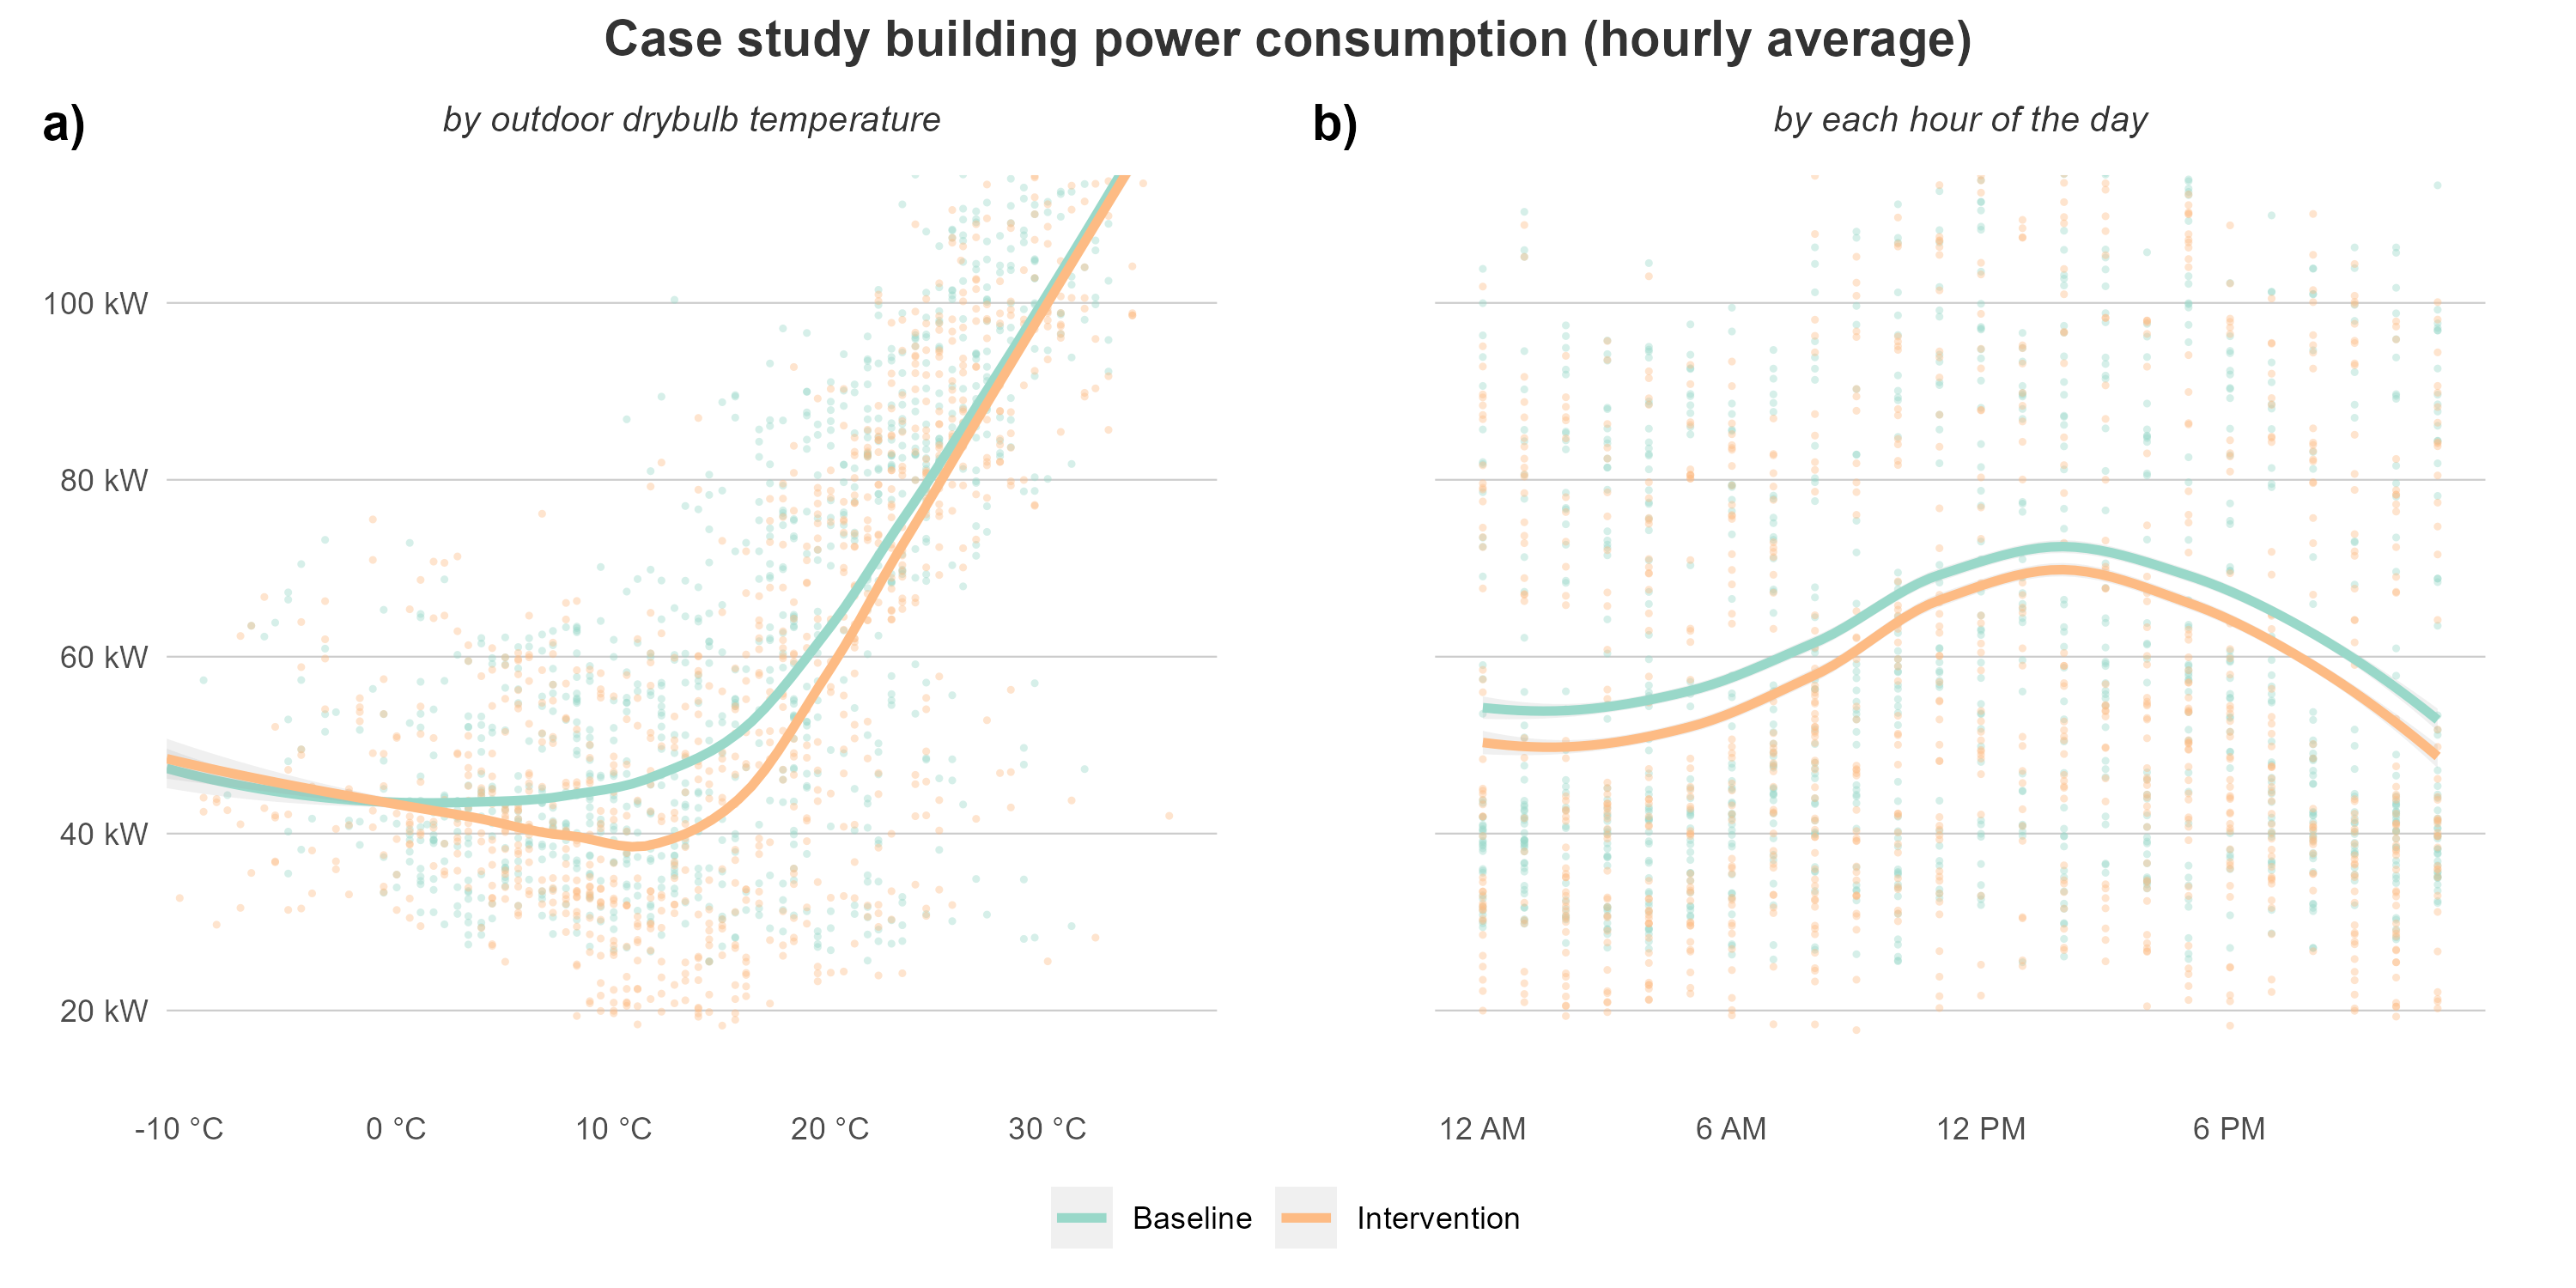 Case study building power consumption (hourly average)
a)
by outdoor drybulb temperature
100 kW
80 kW
60 kW
40 kW
20 kW
-10 °C
0 °C
10 °C
20 °C
30 °C
b)
by each hour of the day
12 AM
6 AM
12 PM
6 PM
Baseline
Intervention